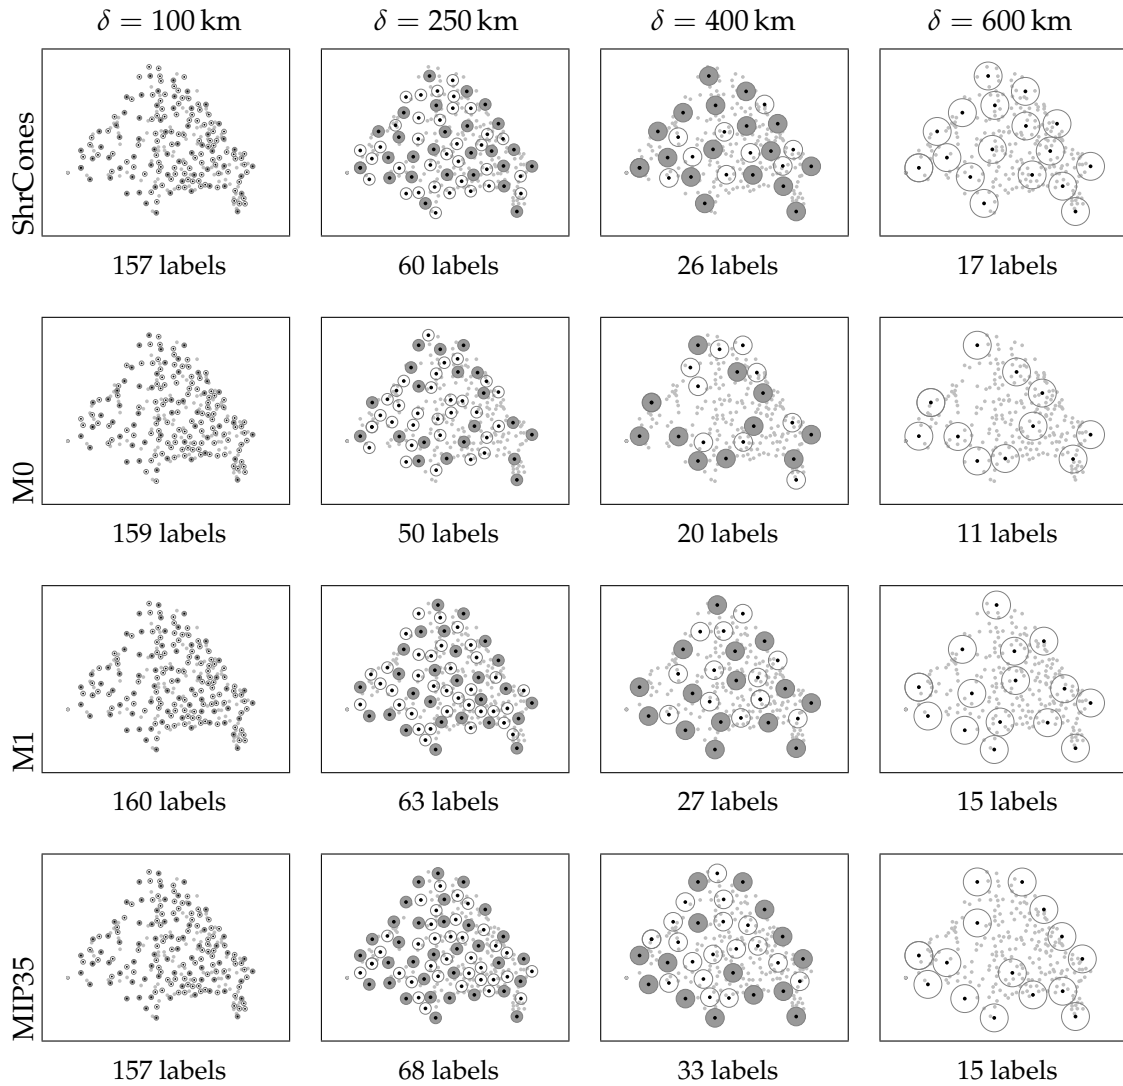 δ = 100 km δ = 250 km δ = 400 km δ = 600 km
ShrCones
157 labels 60 labels 26 labels 17 labels
M0
159 labels 50 labels 20 labels 11 labels
M1
160 labels 63 labels 27 labels 15 labels
MIP35
157 labels 68 labels 33 labels 15 labels